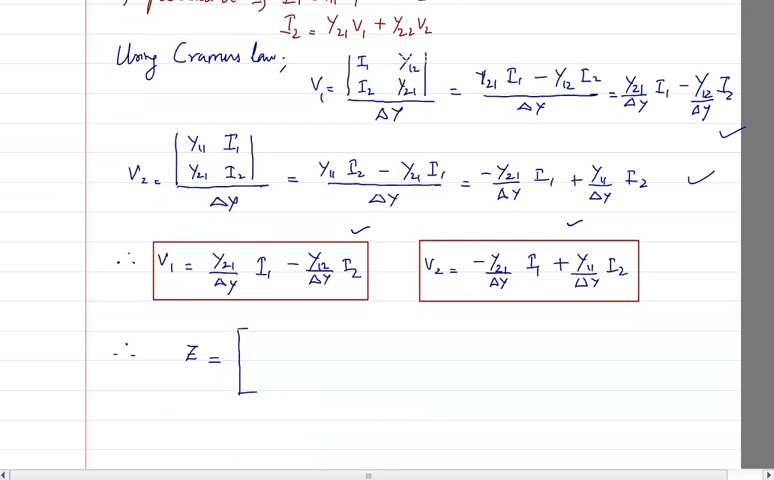 I₂ = Y₂₁ V₁ + Y₂₂ V₂
Using Cramers law;
V₁ = | I₁ Y₁₂ ; I₂ Y₂₁ | / ΔY = (Y₂₁ I₁ − Y₁₂ I₂) / ΔY = Y₂₁/ΔY I₁ − Y₁₂/ΔY I₂ ✓
V₂ = | Y₁₁ I₁ ; Y₂₁ I₂ | / ΔY = (Y₁₁ I₂ − Y₂₁ I₁) / ΔY = −Y₂₁/ΔY I₁ + Y₁₁/ΔY I₂ ✓
∴ V₁ = Y₂₁/ΔY I₁ − Y₁₂/ΔY I₂ ✓ V₂ = −Y₂₁/ΔY I₁ + Y₁₁/ΔY I₂ ✓
∴ Z = [